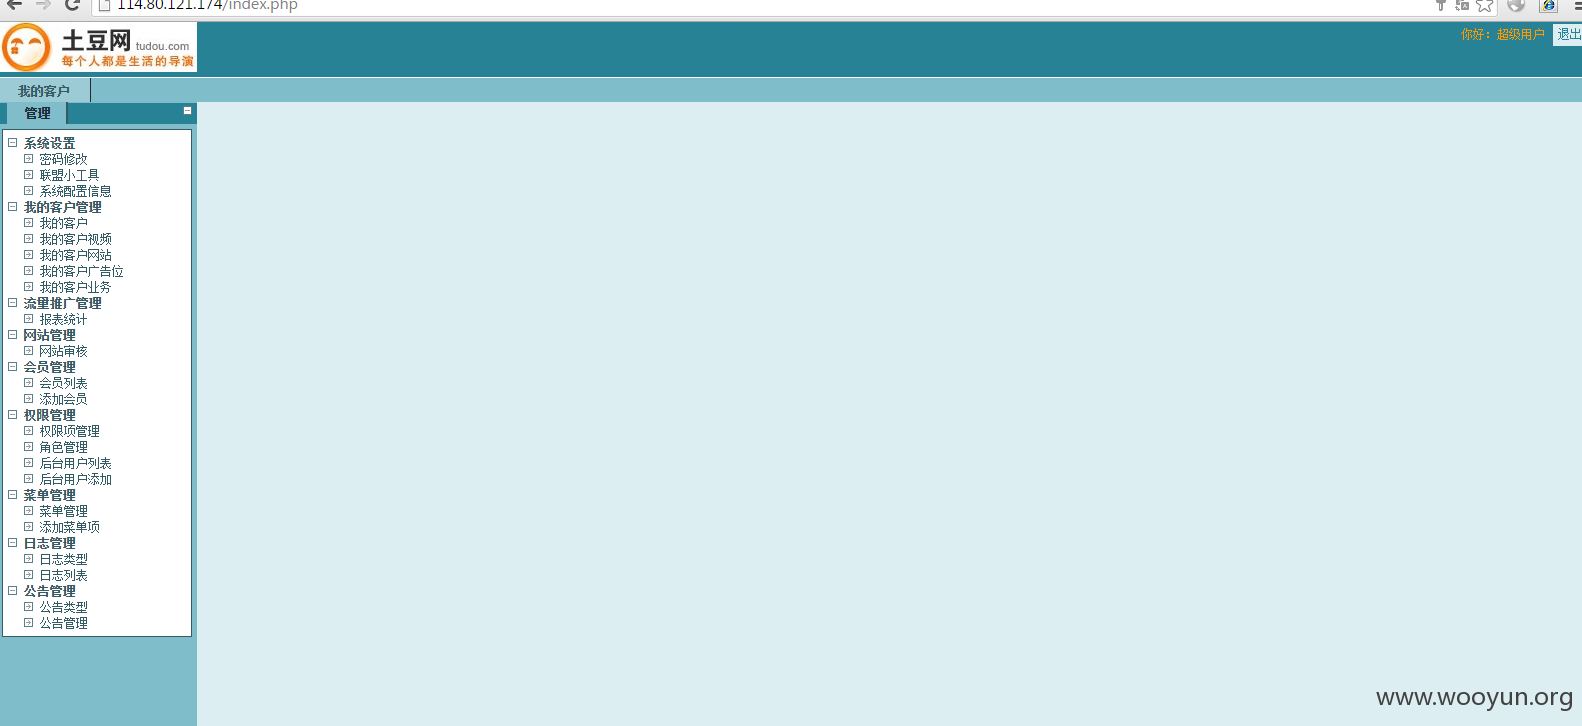 114.80.121.174/index.php
土豆网 tudou.com
每个人都是生活的导演
你好：超级用户
退出
我的客户
管理
系统设置
密码修改
联盟小工具
系统配置信息
我的客户管理
我的客户
我的客户视频
我的客户网站
我的客户广告位
我的客户业务
流里推广管理
报表统计
网站管理
网站审核
会员管理
会员列表
添加会员
权限管理
权限项管理
角色管理
后台用户列表
后台用户添加
菜单管理
菜单管理
添加菜单项
日志管理
日志类型
日志列表
公告管理
公告类型
公告管理
www.wooyun.org